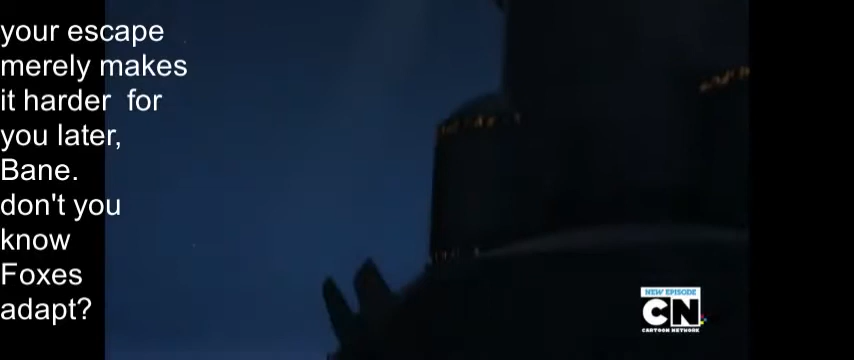 your escape
merely makes
it harder  for
you later,
Bane.
don't you
know
Foxes
adapt?
NEW EPISODE
CN
CARTOON NETWORK